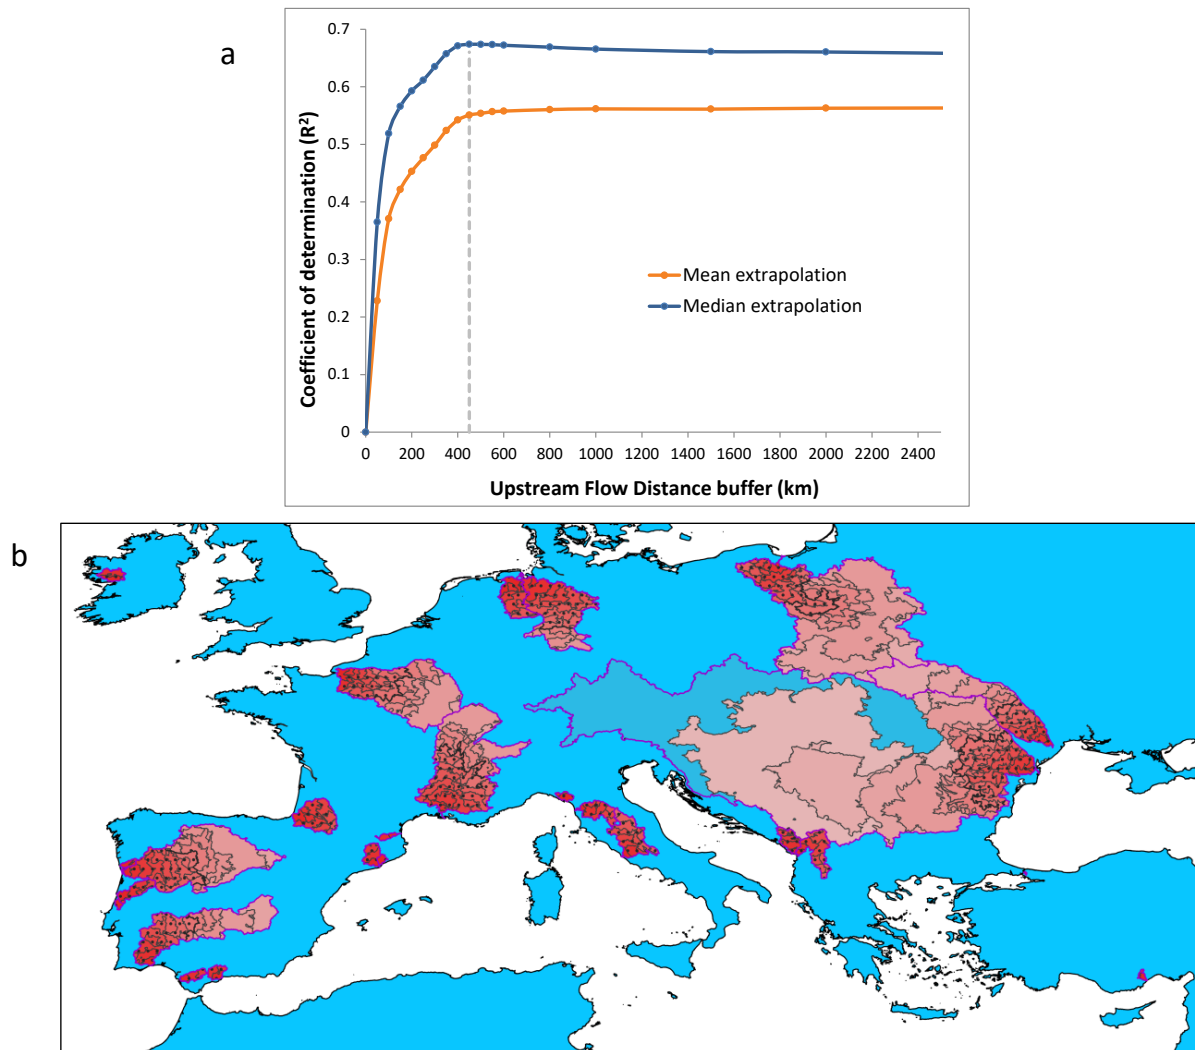 a
0.7
0.6
0.5
0.4
0.3
0.2
0.1
0
Coefficient of determination (R²)
Mean extrapolation
Median extrapolation
0 200 400 600 800 1000 1200 1400 1600 1800 2000 2200 2400
Upstream Flow Distance buffer (km)
b